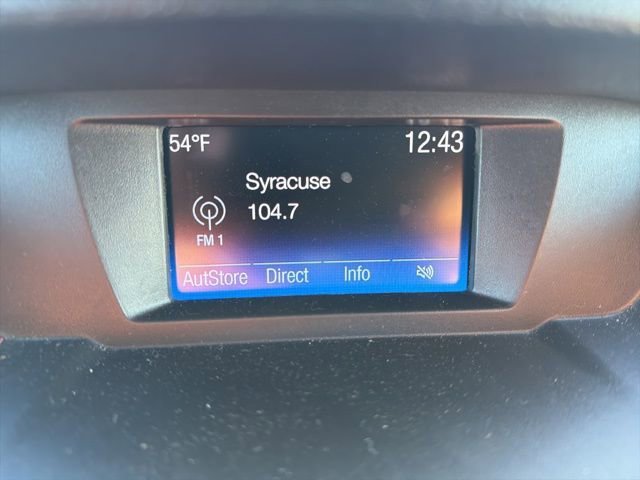 54°F 12:43
Syracuse
104.7
FM 1
AutStore Direct Info